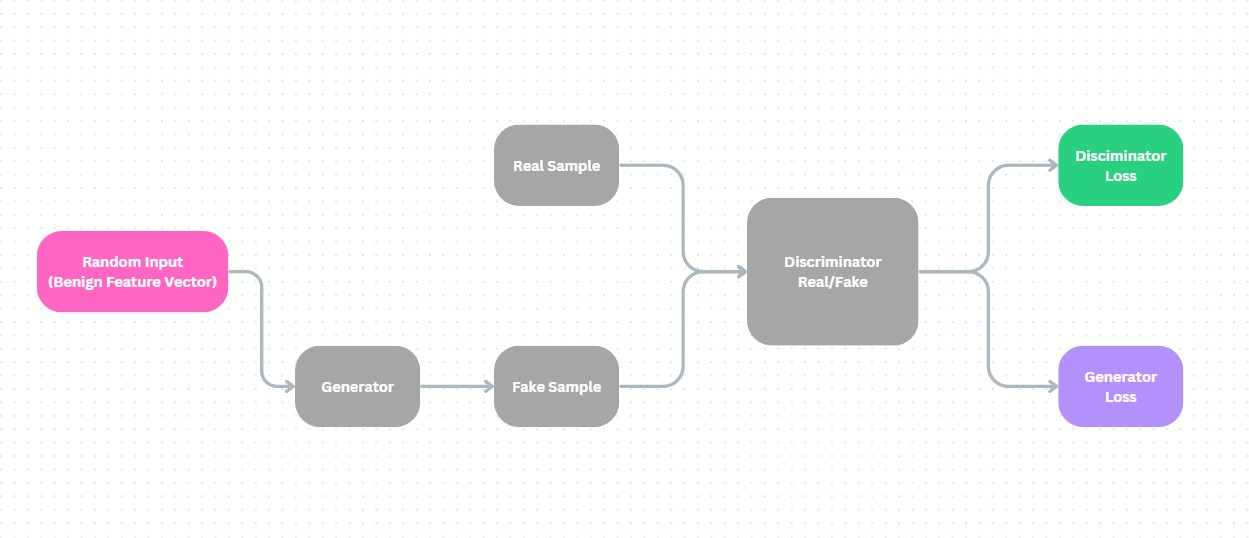 Random Input
(Benign Feature Vector)
Generator
Real Sample
Fake Sample
Discriminator
Real/Fake
Disciminator
Loss
Generator
Loss